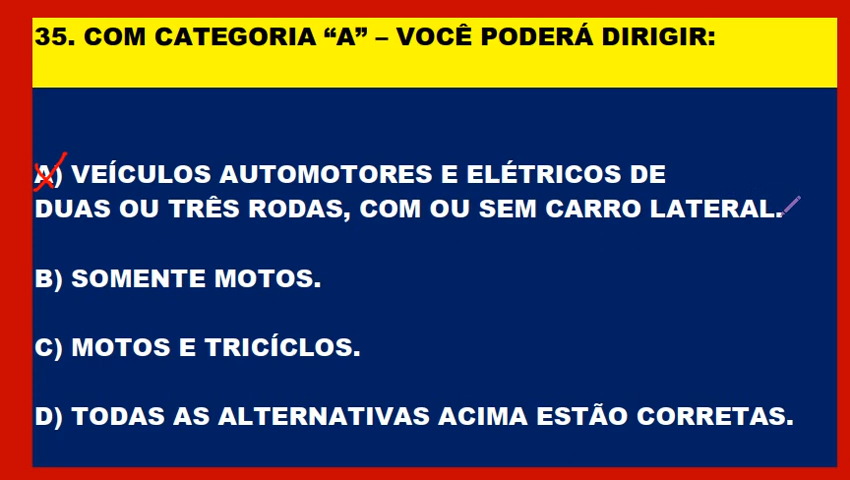 35. COM CATEGORIA “A” – VOCÊ PODERÁ DIRIGIR:
A) VEÍCULOS AUTOMOTORES E ELÉTRICOS DE
DUAS OU TRÊS RODAS, COM OU SEM CARRO LATERAL.
B) SOMENTE MOTOS.
C) MOTOS E TRICÍCLOS.
D) TODAS AS ALTERNATIVAS ACIMA ESTÃO CORRETAS.